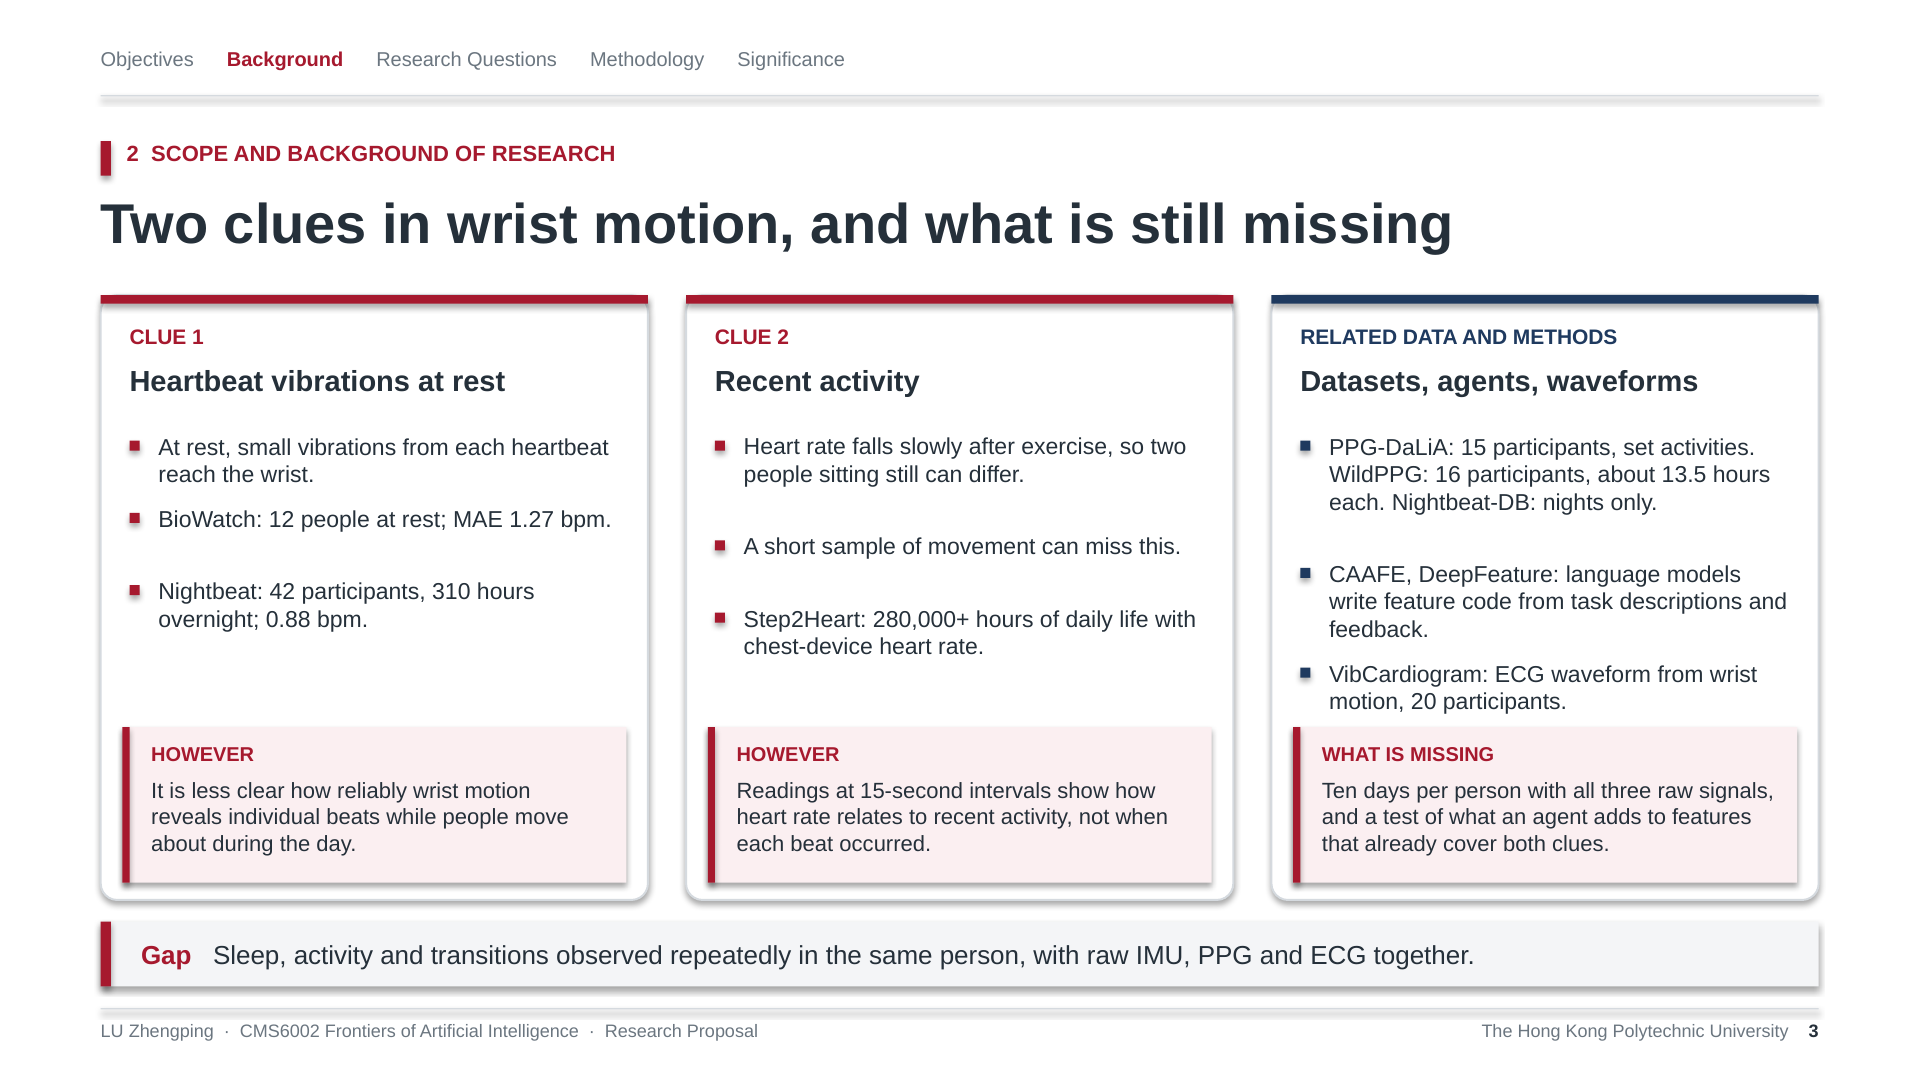 Objectives Background Research Questions Methodology Significance
2 SCOPE AND BACKGROUND OF RESEARCH
Two clues in wrist motion, and what is still missing
CLUE 1
Heartbeat vibrations at rest
At rest, small vibrations from each heartbeat
reach the wrist.
BioWatch: 12 people at rest; MAE 1.27 bpm.
Nightbeat: 42 participants, 310 hours
overnight; 0.88 bpm.
HOWEVER
It is less clear how reliably wrist motion
reveals individual beats while people move
about during the day.
CLUE 2
Recent activity
Heart rate falls slowly after exercise, so two
people sitting still can differ.
A short sample of movement can miss this.
Step2Heart: 280,000+ hours of daily life with
chest-device heart rate.
HOWEVER
Readings at 15-second intervals show how
heart rate relates to recent activity, not when
each beat occurred.
RELATED DATA AND METHODS
Datasets, agents, waveforms
PPG-DaLiA: 15 participants, set activities.
WildPPG: 16 participants, about 13.5 hours
each. Nightbeat-DB: nights only.
CAAFE, DeepFeature: language models
write feature code from task descriptions and
feedback.
VibCardiogram: ECG waveform from wrist
motion, 20 participants.
WHAT IS MISSING
Ten days per person with all three raw signals,
and a test of what an agent adds to features
that already cover both clues.
Gap Sleep, activity and transitions observed repeatedly in the same person, with raw IMU, PPG and ECG together.
LU Zhengping · CMS6002 Frontiers of Artificial Intelligence · Research Proposal
The Hong Kong Polytechnic University 3